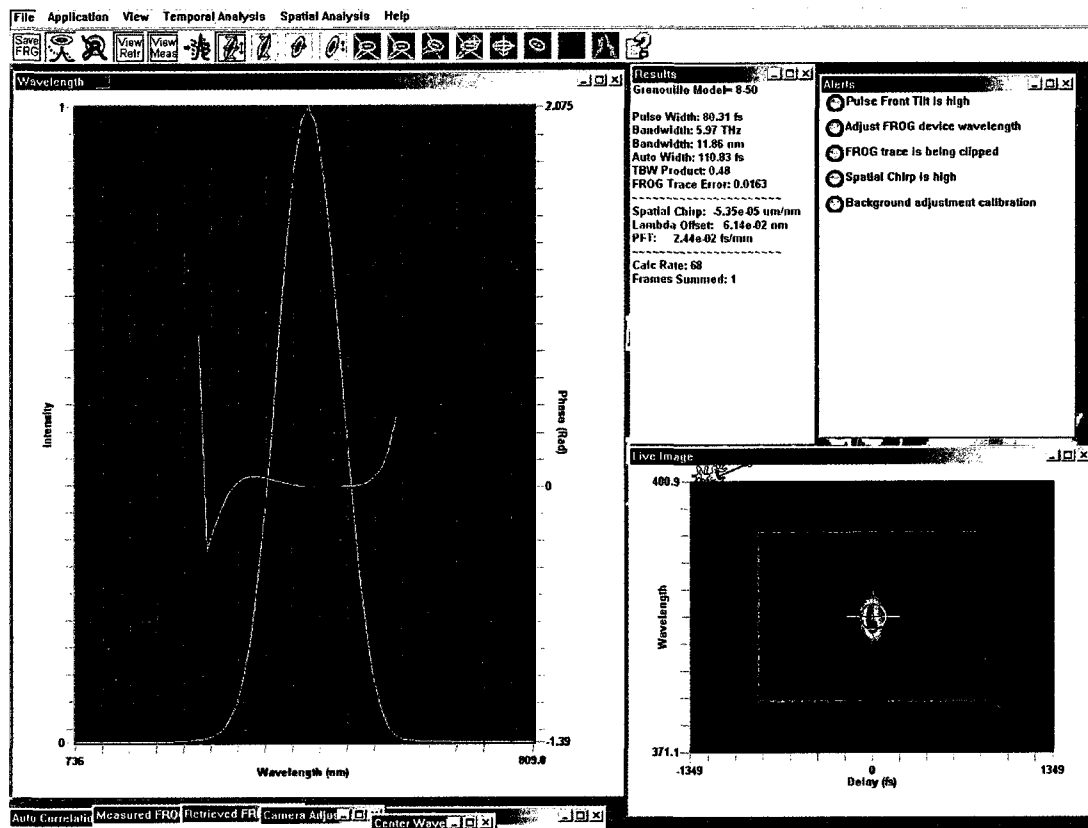 File Application View Temporal Analysis Spatial Analysis Help
Save FRG View Retr View Meas
Wavelength
1
2.075
Intensity
Phase (Rad)
0
0
-1.39
736
809.8
Wavelength (nm)
Results
Grenouille Model= 8-50
Pulse Width: 80.31 fs
Bandwidth: 5.97 THz
Bandwidth: 11.86 nm
Auto Width: 110.83 fs
TBW Product: 0.48
FROG Trace Error: 0.0163
Spatial Chirp: -5.35e-05 um/nm
Lambda Offset: 6.14e-02 nm
PFT: 2.44e-02 fs/mm
Calc Rate: 68
Frames Summed: 1
Alerts
Pulse Front Tilt is high
Adjust FROG device wavelength
FROG trace is being clipped
Spatial Chirp is high
Background adjustment calibration
Live Image
400.9
Wavelength
371.1
-1349
0
1349
Delay (fs)
Auto Correlatio Measured FRO Retrieved FR Camera Adjus Center Wave